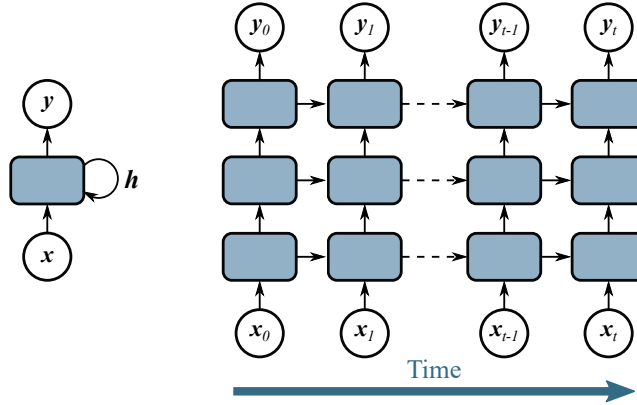 y₀ y₁ yₜ₋₁ yₜ
y
h
x
x₀ x₁ xₜ₋₁ xₜ
Time